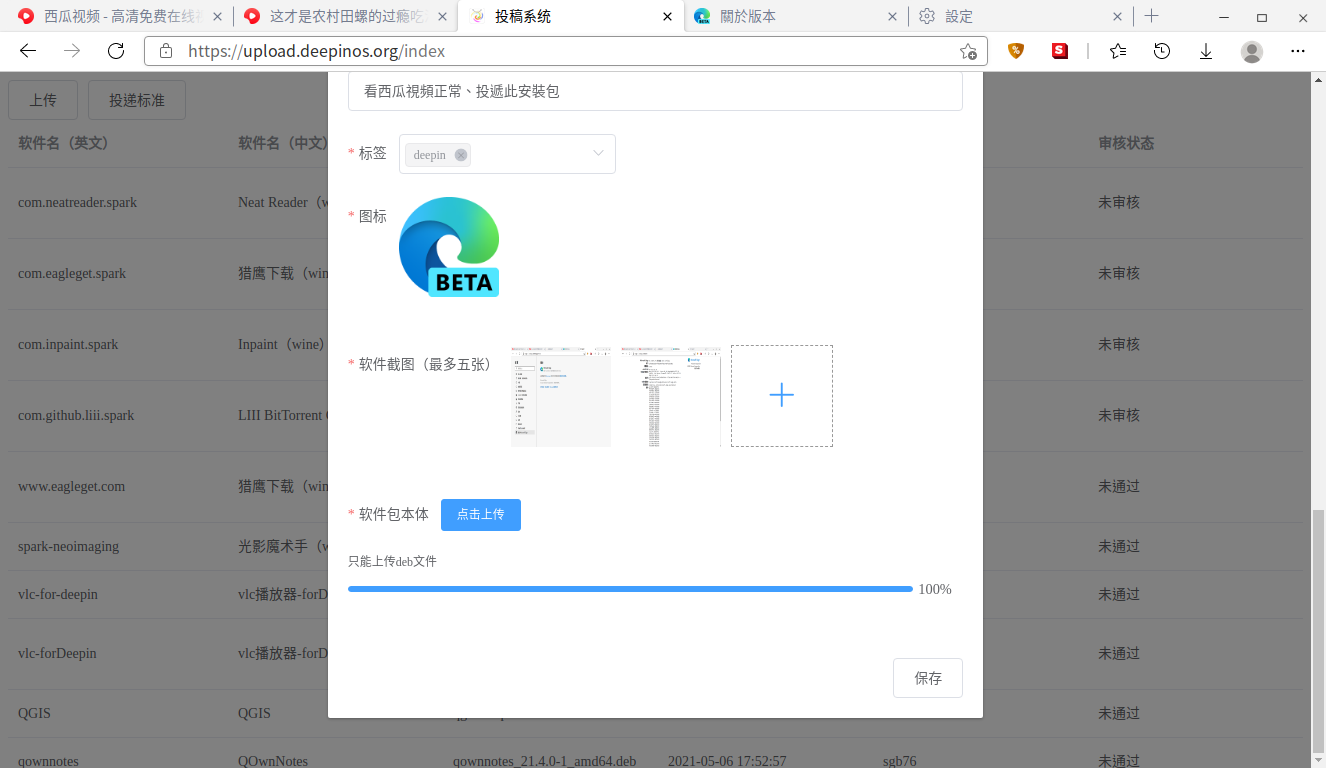 西瓜视频 - 高清免费在线
这才是农村田螺的过瘾吃
投稿系统
關於版本
設定
https://upload.deepinos.org/index
上传
投递标准
看西瓜視頻正常、投遞此安裝包
软件名（英文）
软件名（中文）
审核状态
* 标签
deepin
com.neatreader.spark
Neat Reader（w
未审核
* 图标
BETA
com.eagleget.spark
猎鹰下载（win
未审核
com.inpaint.spark
Inpaint（wine）
未审核
* 软件截图（最多五张）
com.github.liii.spark
LIII BitTorrent
未审核
www.eagleget.com
猎鹰下载（win
未通过
* 软件包本体
点击上传
spark-neoimaging
光影魔术手（w
未通过
只能上传deb文件
100%
vlc-for-deepin
vlc播放器-forD
未通过
vlc-forDeepin
vlc播放器-forD
未通过
保存
QGIS
QGIS
未通过
qownnotes
QOwnNotes
qownnotes_21.4.0-1_amd64.deb
2021-05-06 17:52:57
sgb76
未通过